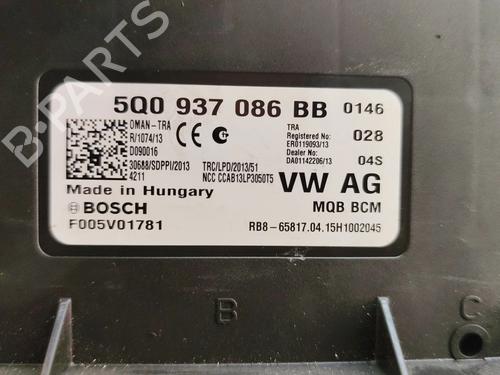 B-PARTS
5Q0 937 086 BB 0146
OMAN-TRA
R/1074/13
D090016
CE
TRA
Registered No:
ER0119093/13
Dealer No:
DA01142206/13
028
04S
30688/SDPPI/2013
4211
TRC/LPD/2013/51
NCC CCAB13LP3050T5
Made in Hungary
VW AG
BOSCH
MQB BCM
F005V01781
RB8-65817.04.15H1002045
B
C